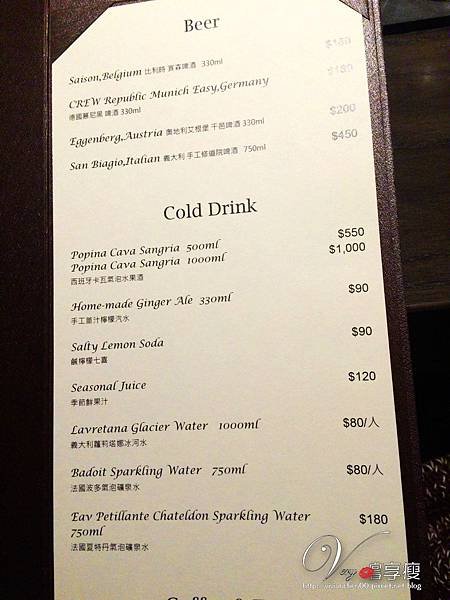 Beer
Saison,Belgium 比利時 賽森啤酒 330ml
CREW Republic Munich Easy,Germany $180
德國慕尼黑 啤酒 330ml
Eggenberg,Austria 奧地利艾根堡 千邑啤酒 330ml $200
San Biagio,Italian 義大利 手工修道院啤酒 750ml $450
Cold Drink
Popina Cava Sangria 500ml $550
Popina Cava Sangria 1000ml $1,000
西班牙卡瓦氣泡水果酒
Home-made Ginger Ale 330ml $90
手工薑汁檸檬汽水
Salty Lemon Soda $90
鹹檸檬七喜
Seasonal Juice $120
季節鮮果汁
Lavretana Glacier Water 1000ml $80/人
義大利蘿莉塔娜冰河水
Badoit Sparkling Water 750ml $80/人
法國波多氣泡礦泉水
Eav Petillante Chateldon Sparkling Water $180
750ml
法國夏特丹氣泡礦泉水
享瘦